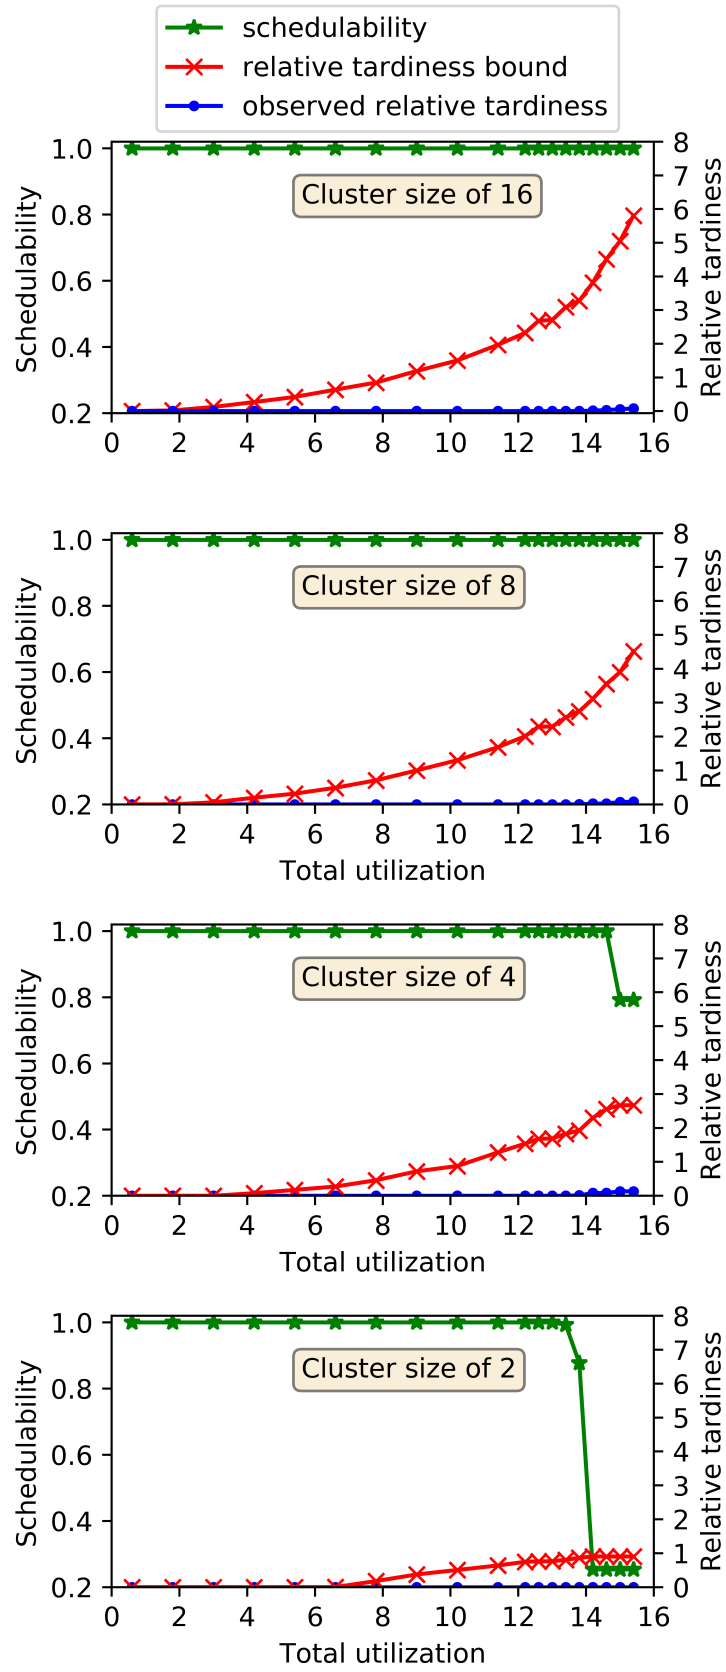 schedulability
relative tardiness bound
observed relative tardiness
1.0
0.8
0.6
0.4
0.2
Schedulability
Cluster size of 16
8
7
6
5
4
3
2
1
0
Relative tardiness
0 2 4 6 8 10 12 14 16
1.0
0.8
0.6
0.4
0.2
Schedulability
Cluster size of 8
8
7
6
5
4
3
2
1
0
Relative tardiness
0 2 4 6 8 10 12 14 16
Total utilization
1.0
0.8
0.6
0.4
0.2
Schedulability
Cluster size of 4
8
7
6
5
4
3
2
1
0
Relative tardiness
0 2 4 6 8 10 12 14 16
Total utilization
1.0
0.8
0.6
0.4
0.2
Schedulability
Cluster size of 2
8
7
6
5
4
3
2
1
0
Relative tardiness
0 2 4 6 8 10 12 14 16
Total utilization